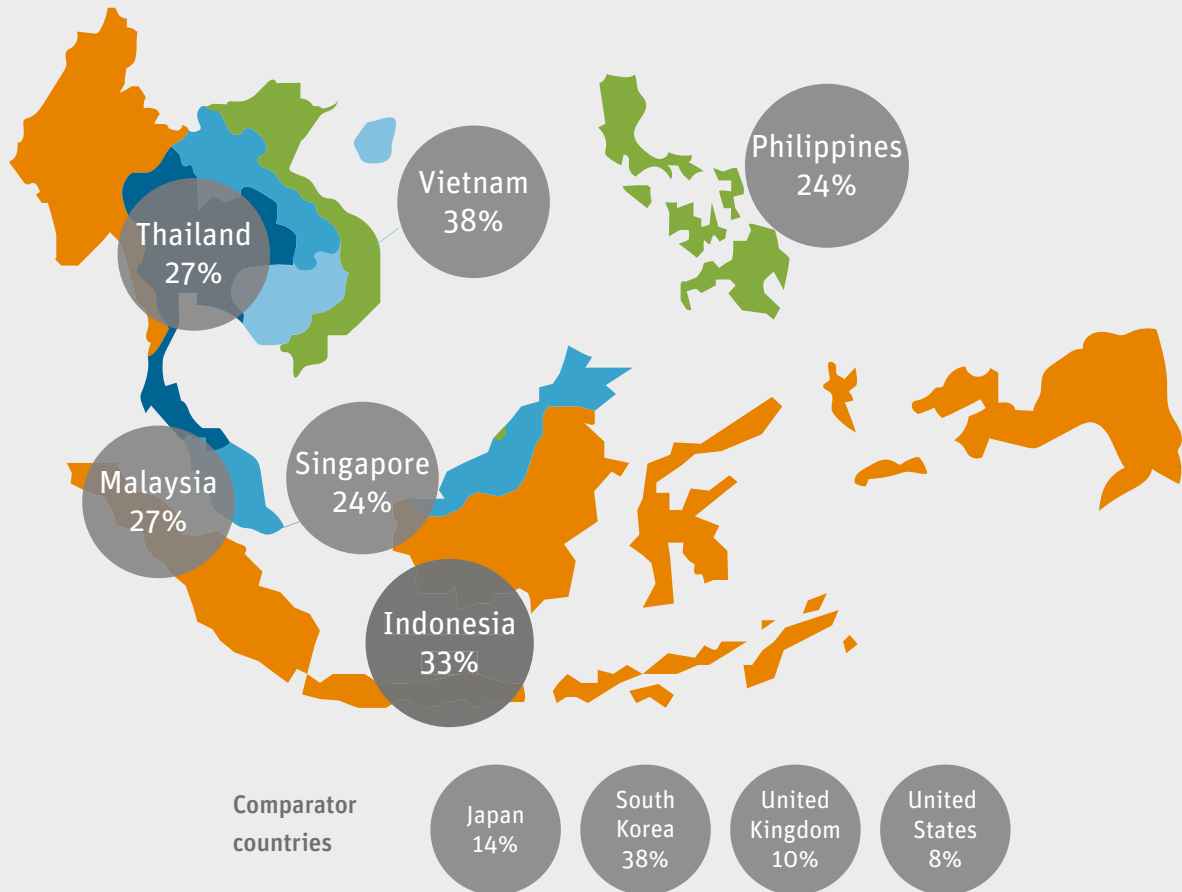 Philippines
24%
Vietnam
38%
Thailand
27%
Singapore
24%
Malaysia
27%
Indonesia
33%
Comparator
countries
Japan
14%
South
Korea
38%
United
Kingdom
10%
United
States
8%